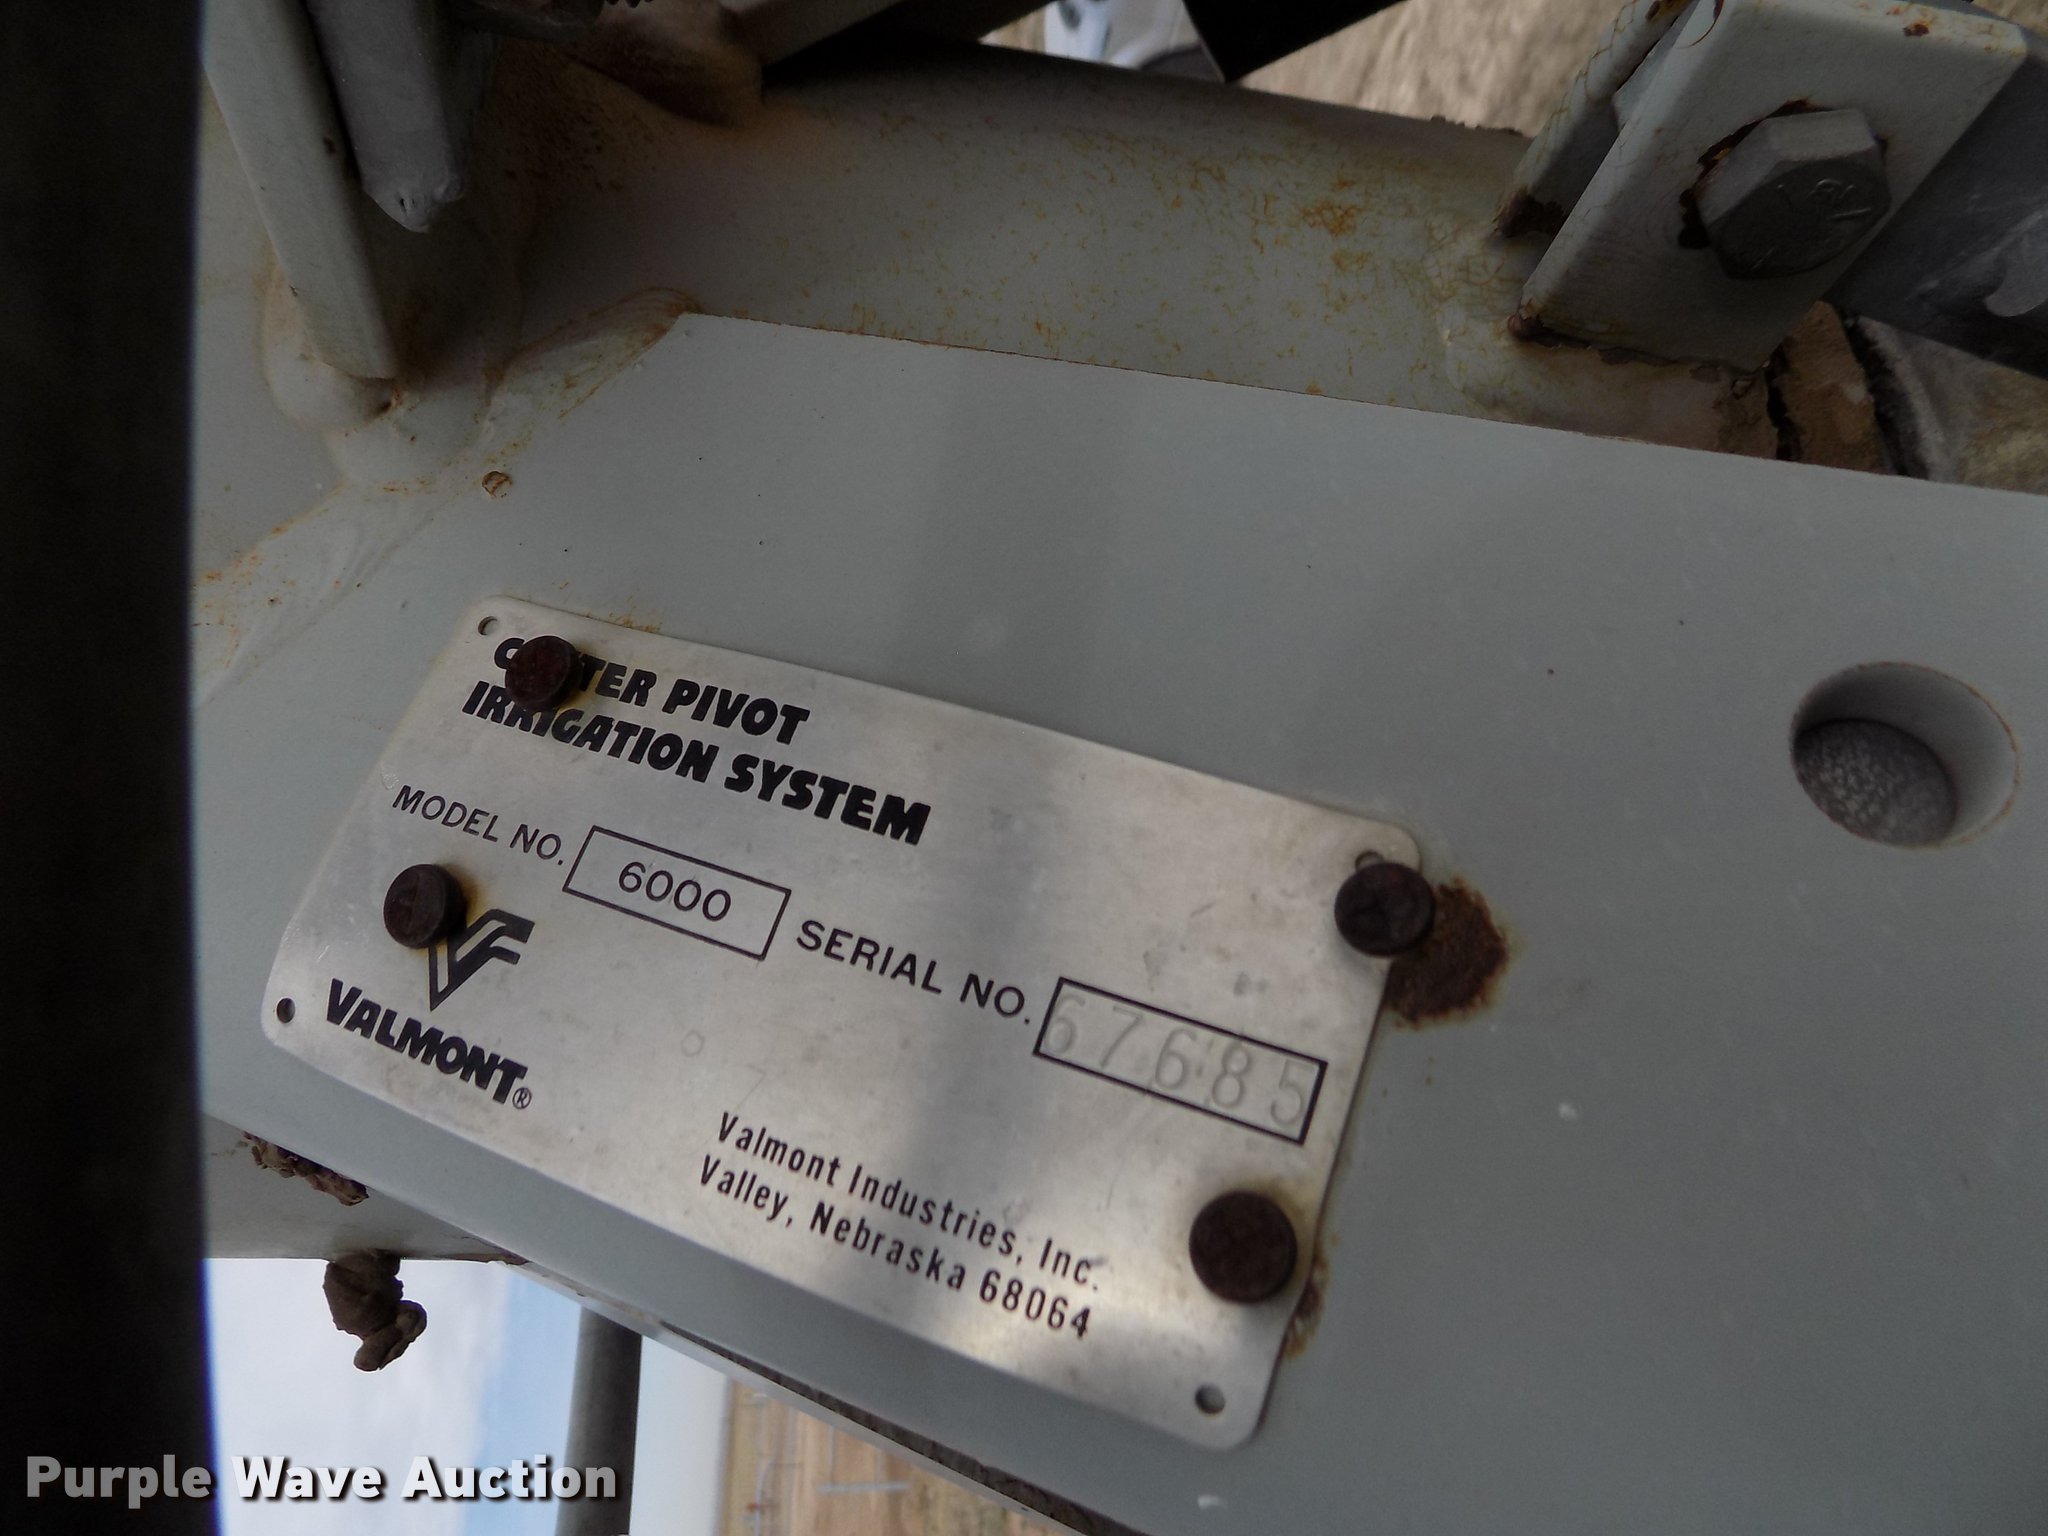 CENTER PIVOT
IRRIGATION SYSTEM
MODEL NO. 6000 SERIAL NO. 67685
VALMONT®
Valmont Industries, Inc.
Valley, Nebraska 68064
Purple Wave Auction